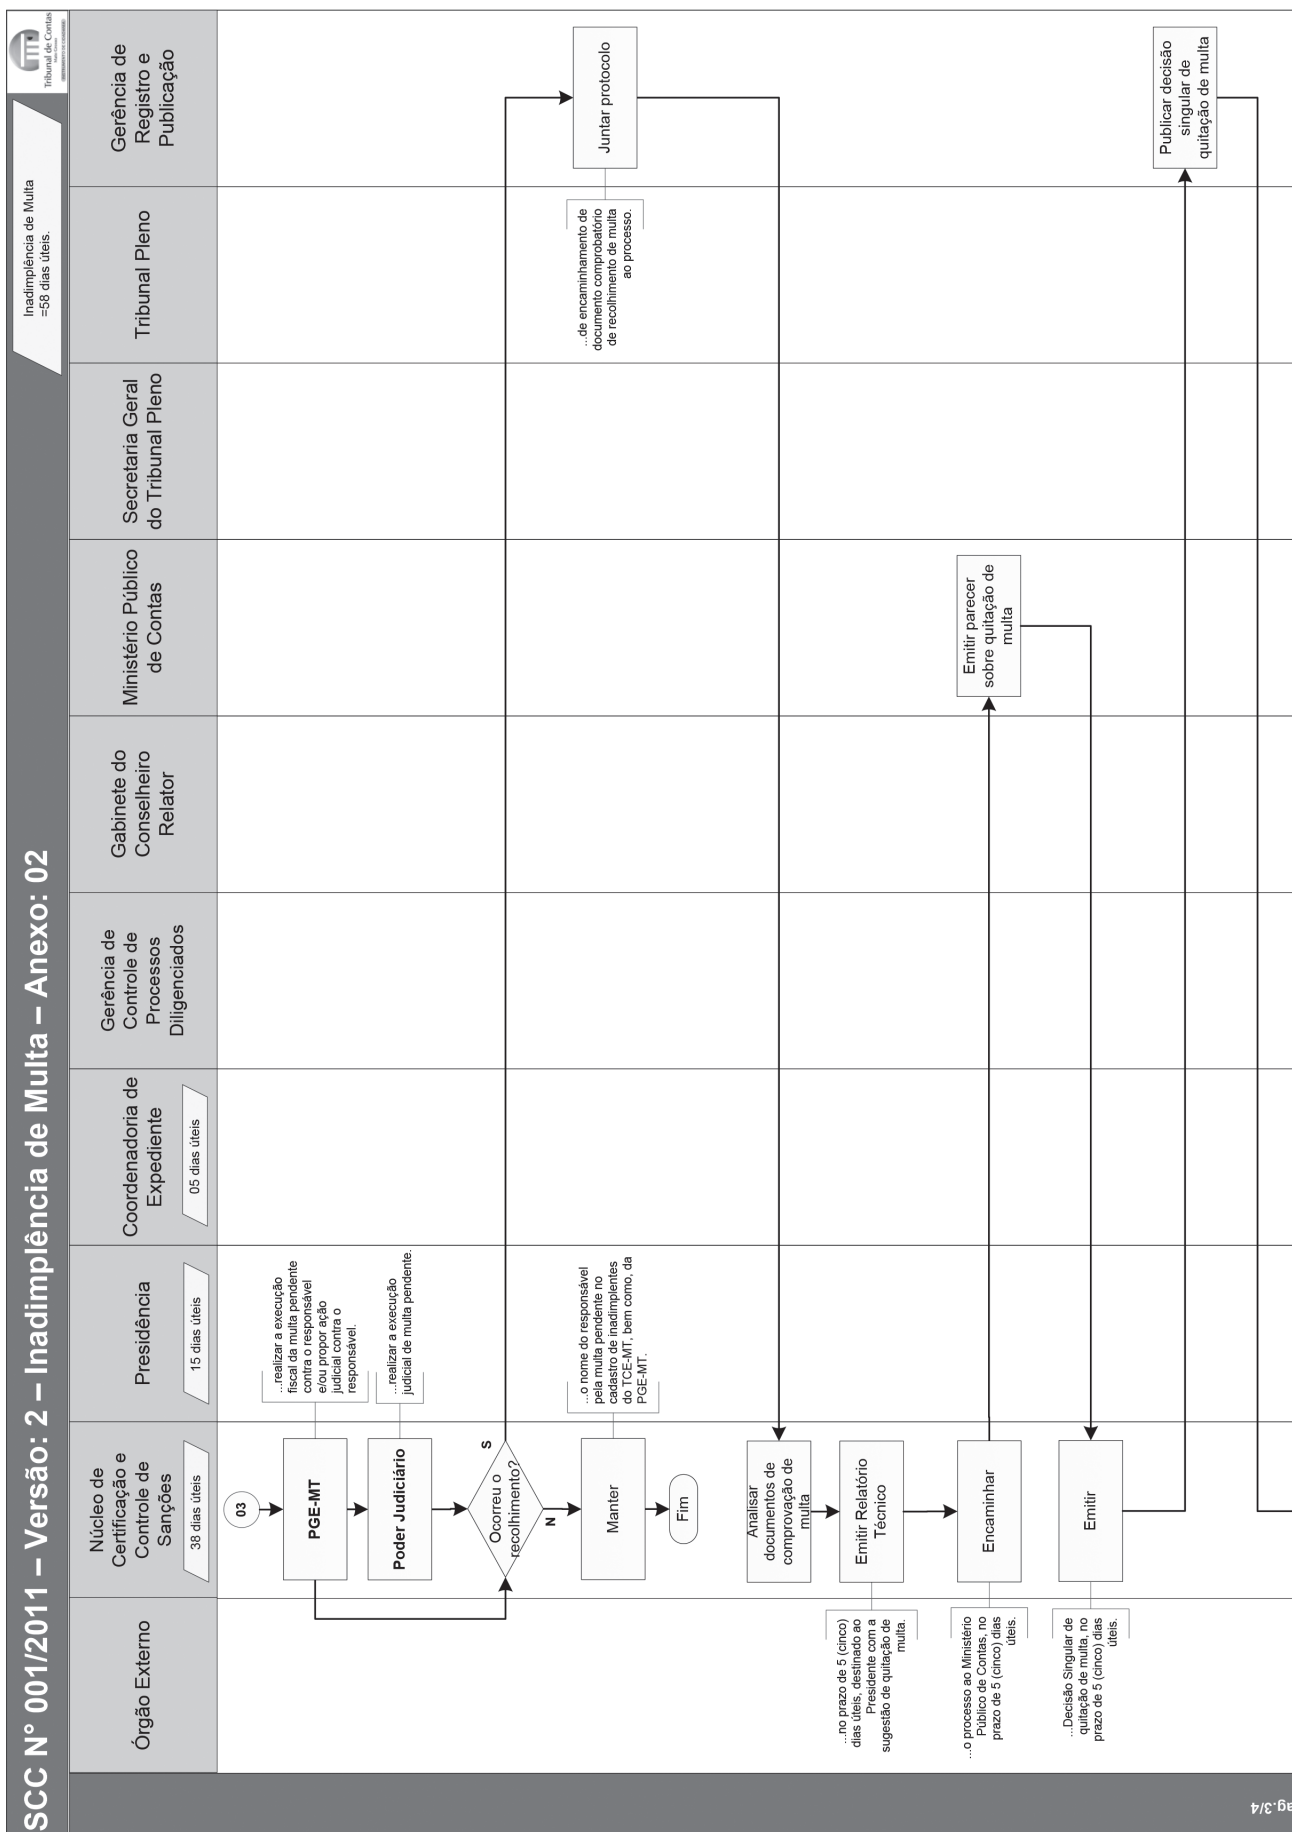 SCC N° 001/2011 – Versão: 2 – Inadimplência de Multa – Anexo: 02
Inadimplência de Multa
=58 dias úteis.
Tribunal de Contas
Mato Grosso
Órgão Externo
Núcleo de
Certificação e
Controle de
Sanções
38 dias úteis
Presidência
15 dias úteis
Coordenadoria de
Expediente
05 dias úteis
Gerência de
Controle de
Processos
Diligenciados
Gabinete do
Conselheiro
Relator
Ministério Público
de Contas
Secretaria Geral
do Tribunal Pleno
Tribunal Pleno
Gerência de
Registro e
Publicação
03
PGE-MT
...realizar a execução
fiscal da multa pendente
contra o responsável
e/ou propor ação
judicial contra o
responsável.
Poder Judiciário
...realizar a execução
judicial de multa pendente.
Ocorreu o
recolhimento?
S
N
Manter
...o nome do responsável
pela multa pendente no
cadastro de inadimplentes
do TCE-MT, bem como, da
PGE-MT.
Fim
Juntar protocolo
...de encaminhamento de
documento comprobatório
de recolhimento de multa
ao processo.
Analisar
documentos de
comprovação de
multa
Emitir Relatório
Técnico
...no prazo de 5 (cinco)
dias úteis, destinado ao
Presidente com a
sugestão de quitação de
multa.
Encaminhar
...o processo ao Ministério
Público de Contas, no
prazo de 5 (cinco) dias
úteis.
Emitir parecer
sobre quitação de
multa
Emitir
...Decisão Singular de
quitação de multa, no
prazo de 5 (cinco) dias
úteis.
Publicar decisão
singular de
quitação de multa
ag.3/4